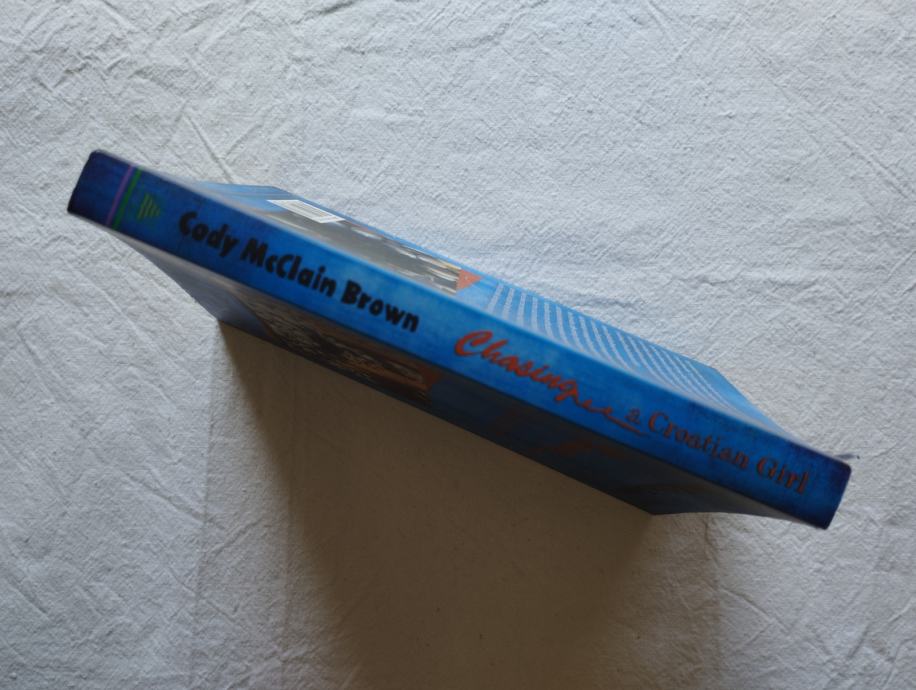 Cody McClain Brown
Chasing a Croatian Girl